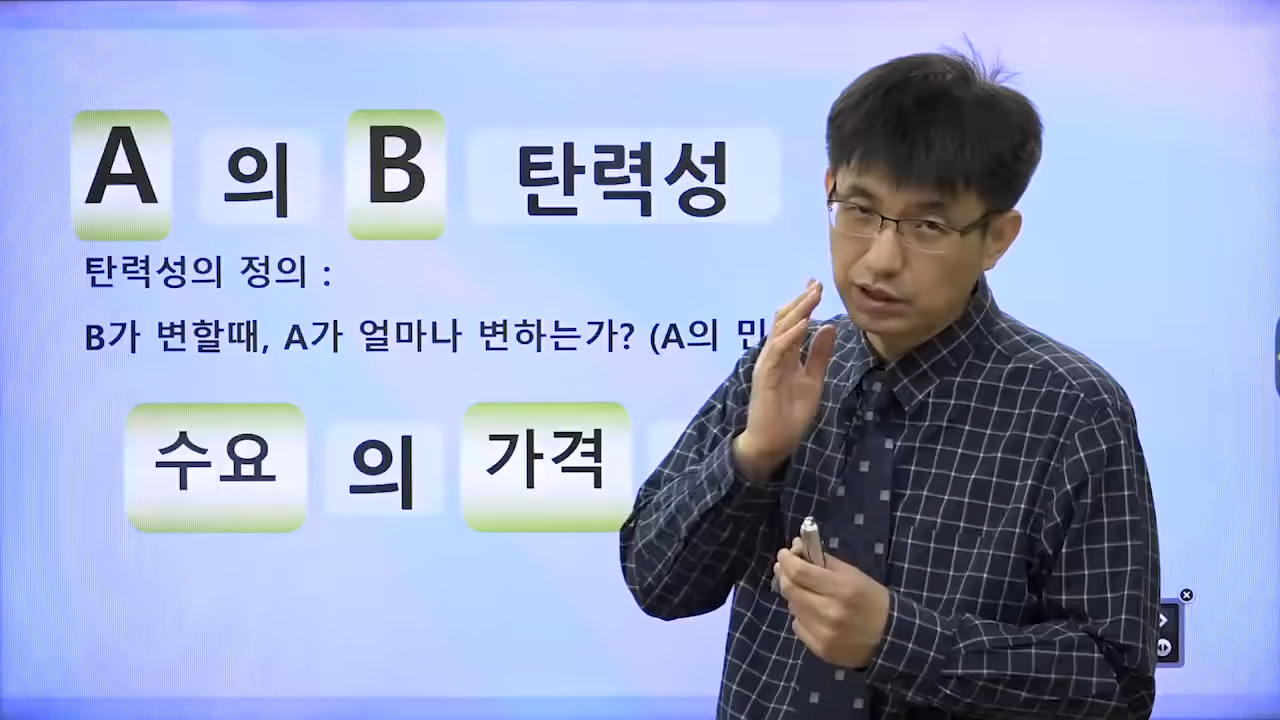 A 의 B 탄력성
탄력성의 정의 :
B가 변할때, A가 얼마나 변하는가? (A의 민
수요 의 가격